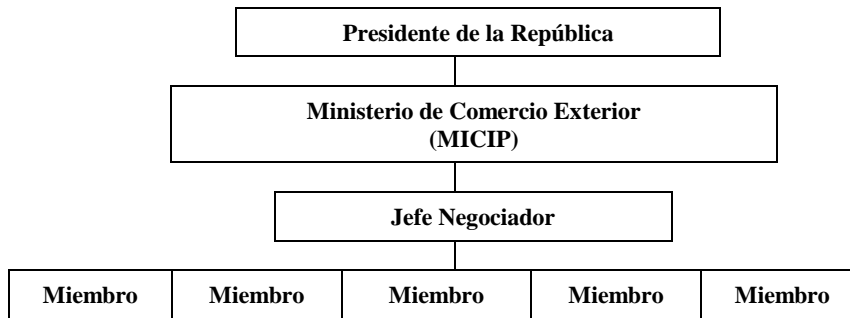 Presidente de la República
Ministerio de Comercio Exterior
(MICIP)
Jefe Negociador
Miembro Miembro Miembro Miembro Miembro